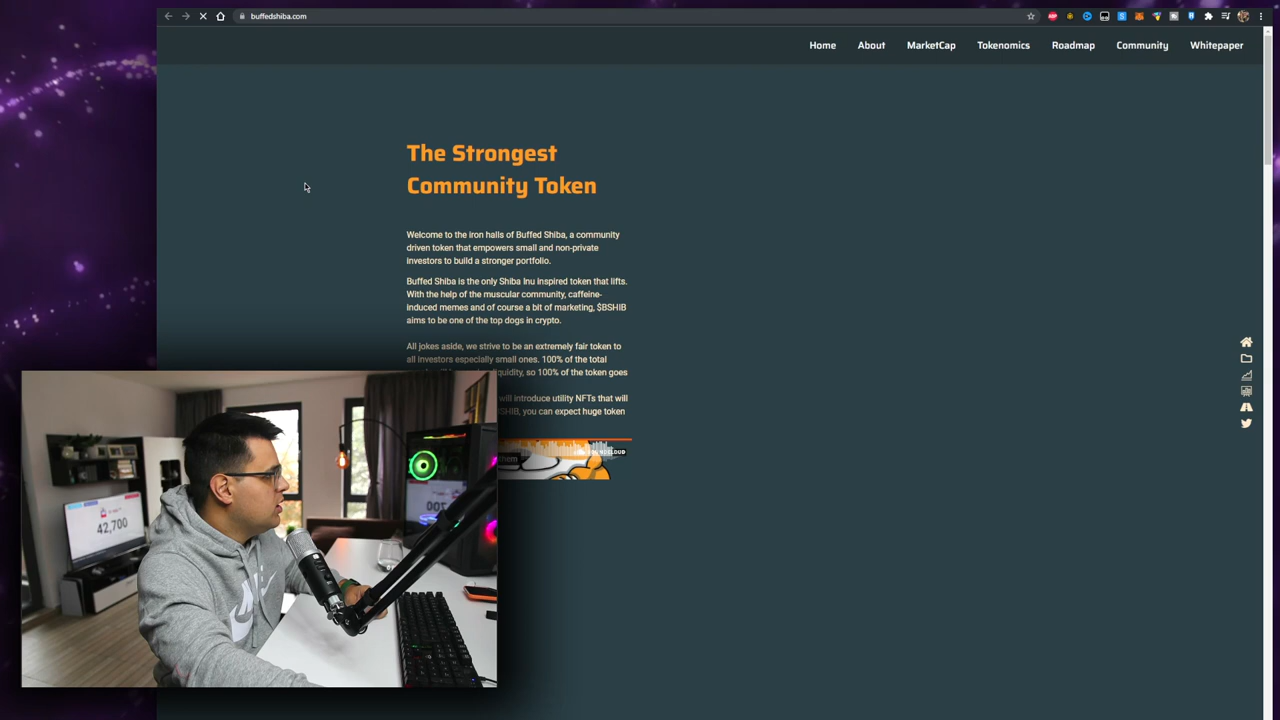 buffedshiba.com
Home About MarketCap Tokenomics Roadmap Community Whitepaper
The Strongest
Community Token
Welcome to the iron halls of Buffed Shiba, a community
driven token that empowers small and non-private
investors to build a stronger portfolio.
Buffed Shiba is the only Shiba Inu inspired token that lifts.
With the help of the muscular community, caffeine-
induced memes and of course a bit of marketing, $BSHIB
aims to be one of the top dogs in crypto.
All jokes aside, we strive to be an extremely fair token to
all investors especially small ones. 100% of the total
liquidity, so 100% of the token goes
will introduce utility NFTs that will
you can expect huge token
42,700